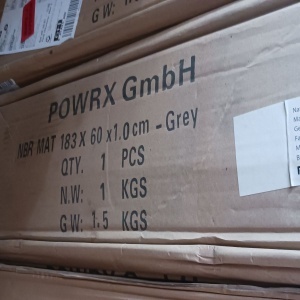 G W:
POWRX GmbH
NBR MAT 183 X 60 x 1.0 cm - Grey
QTY. 1 PCS
N.W: 1 KGS
G W: 1.5 KGS